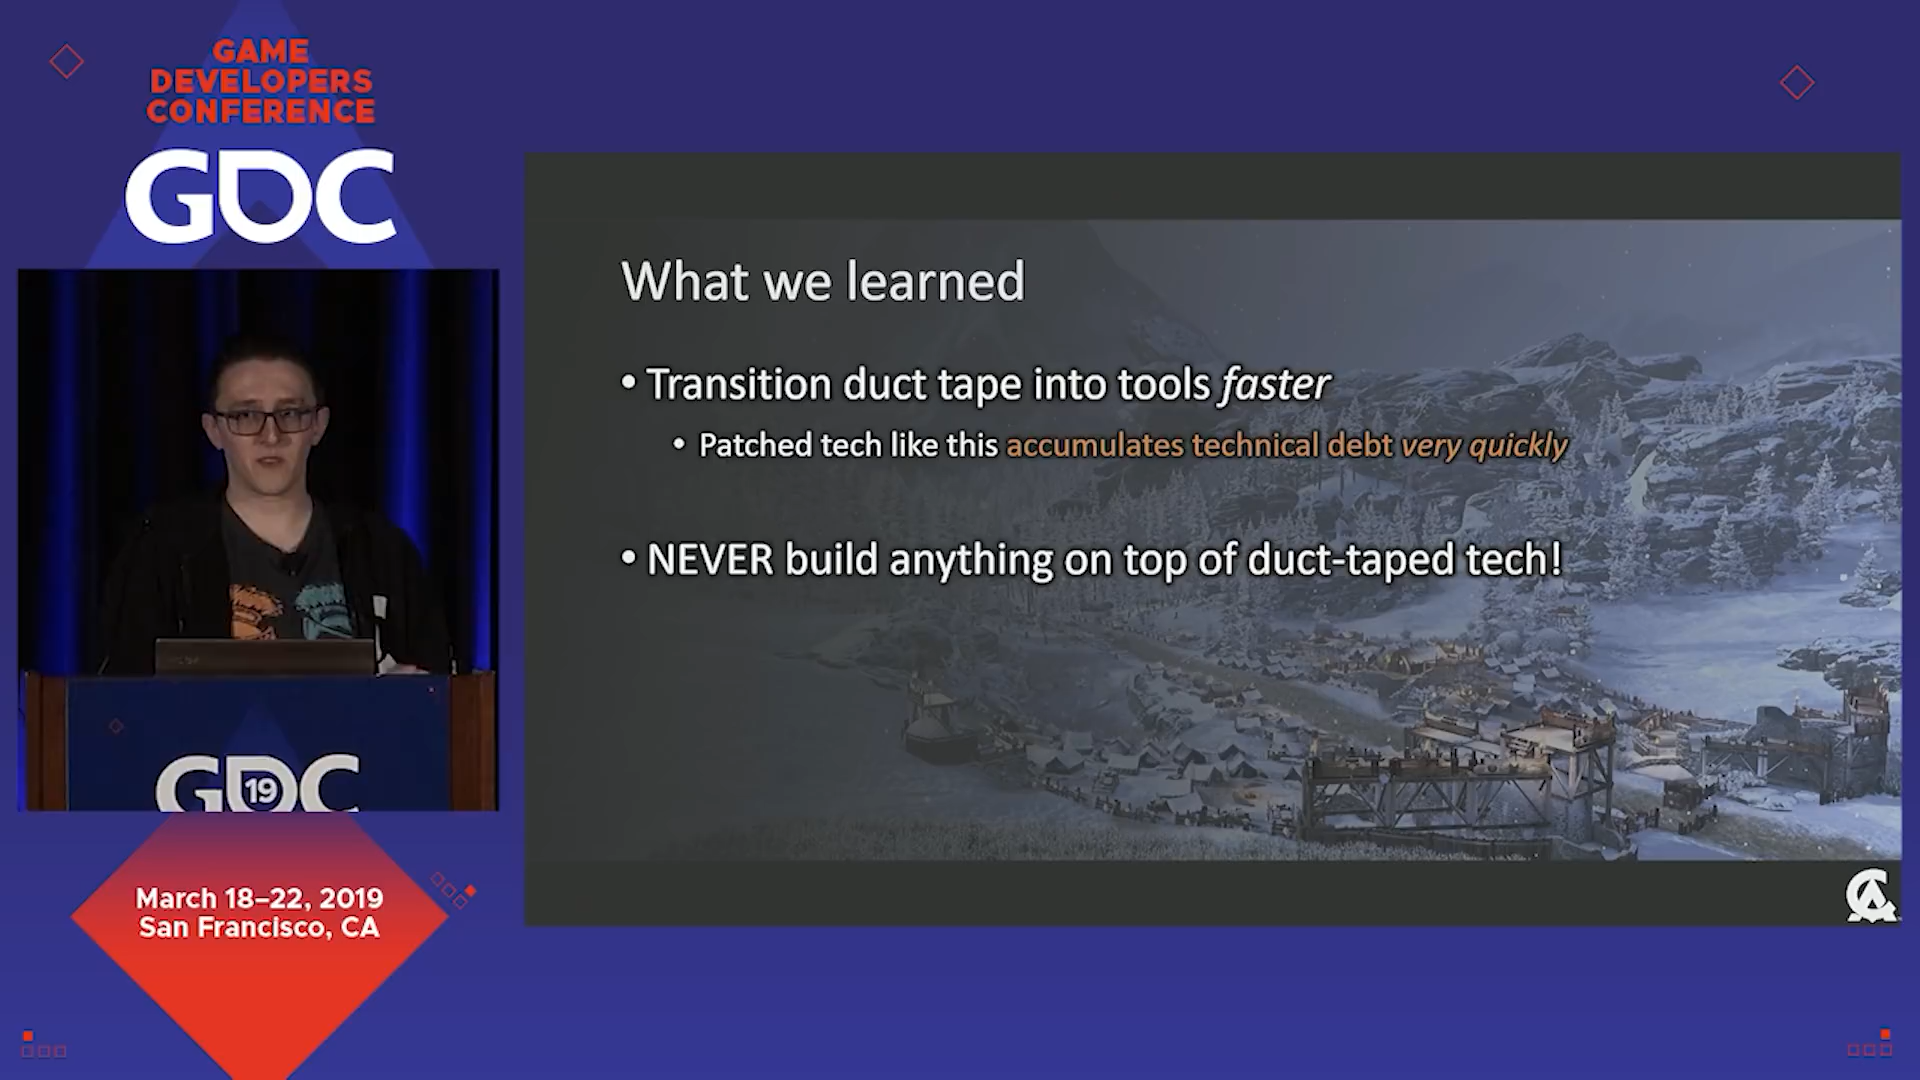 GAME
DEVELOPERS
CONFERENCE
GDC
What we learned
• Transition duct tape into tools faster
• Patched tech like this accumulates technical debt very quickly
• NEVER build anything on top of duct-taped tech!
GDC
19
March 18–22, 2019
San Francisco, CA
CA